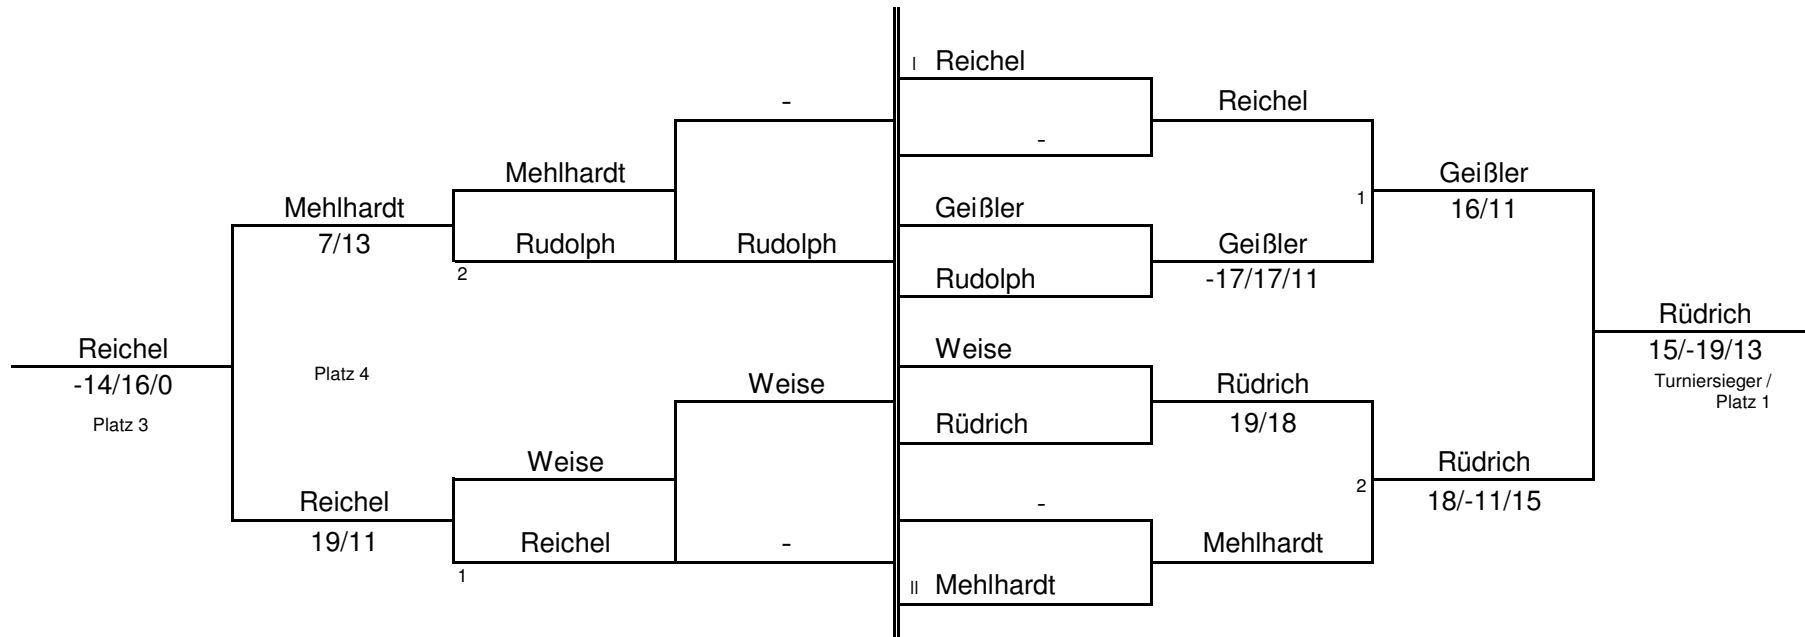 I Reichel
-
Reichel
-
Mehlhardt
Geißler
16/11
Mehlhardt
7/13
Geißler
1
Rudolph
Rudolph
Geißler
-17/17/11
2
Rudolph
Rüdrich
15/-19/13
Turniersieger /
Platz 1
Reichel
-14/16/0
Platz 3
Platz 4
Weise
Weise
Rüdrich
19/18
Rüdrich
Weise
Rüdrich
18/-11/15
2
Reichel
19/11
-
Reichel
-
Mehlhardt
1
II Mehlhardt